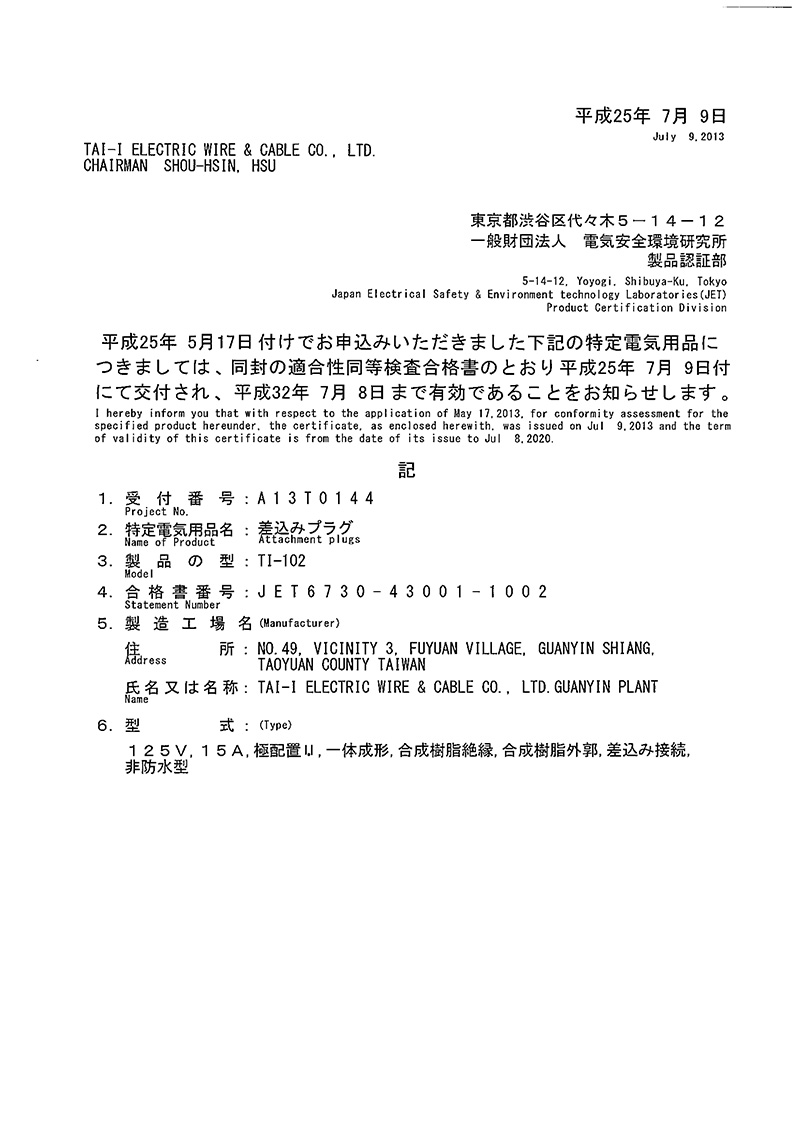 平成25年 7月 9日
July 9,2013
TAI-I ELECTRIC WIRE & CABLE CO., LTD.
CHAIRMAN SHOU-HSIN, HSU
東京都渋谷区代々木５－１４－１２
一般財団法人 電気安全環境研究所
製品認証部
5-14-12, Yoyogi, Shibuya-Ku, Tokyo
Japan Electrical Safety & Environment technology Laboratories(JET)
Product Certification Division
平成25年 5月17日付けでお申込みいただきました下記の特定電気用品に
つきましては、同封の適合性同等検査合格書のとおり平成25年 7月 9日付
にて交付され、平成32年 7月 8日まで有効であることをお知らせします。
I hereby inform you that with respect to the application of May 17,2013, for conformity assessment for the
specified product hereunder, the certificate, as enclosed herewith, was issued on Jul 9,2013 and the term
of validity of this certificate is from the date of its issue to Jul 8,2020.
記
1. 受付番号 : A13T0144
Project No.
2. 特定電気用品名 : 差込みプラグ
Name of Product Attachment plugs
3. 製品の型 : TI-102
Model
4. 合格書番号 : JET6730-43001-1002
Statement Number
5. 製造工場名 (Manufacturer)
住所 : NO.49, VICINITY 3, FUYUAN VILLAGE, GUANYIN SHIANG,
Address TAOYUAN COUNTY TAIWAN
氏名又は名称 : TAI-I ELECTRIC WIRE & CABLE CO., LTD.GUANYIN PLANT
Name
6. 型式 : (Type)
１２５Ｖ, １５Ａ, 極配置, 一体成形, 合成樹脂絶縁, 合成樹脂外郭, 差込み接続,
非防水型